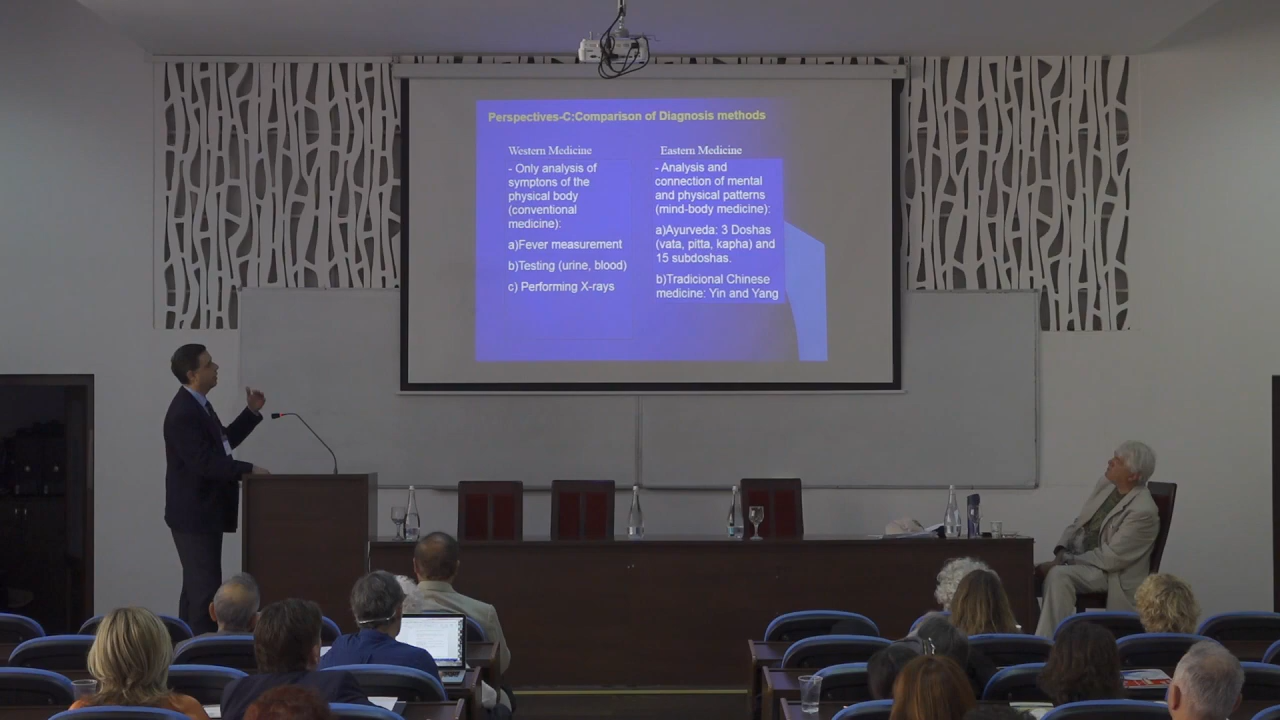 Perspectives-C:Comparison of Diagnosis methods
Western Medicine
- Only analysis of
symptons of the
physical body
(conventional
medicine):
a)Fever measurement
b)Testing (urine, blood)
c) Performing X-rays
Eastern Medicine
- Analysis and
connection of mental
and physical patterns
(mind-body medicine):
a)Ayurveda: 3 Doshas
(vata, pitta, kapha) and
15 subdoshas.
b)Tradicional Chinese
medicine: Yin and Yang